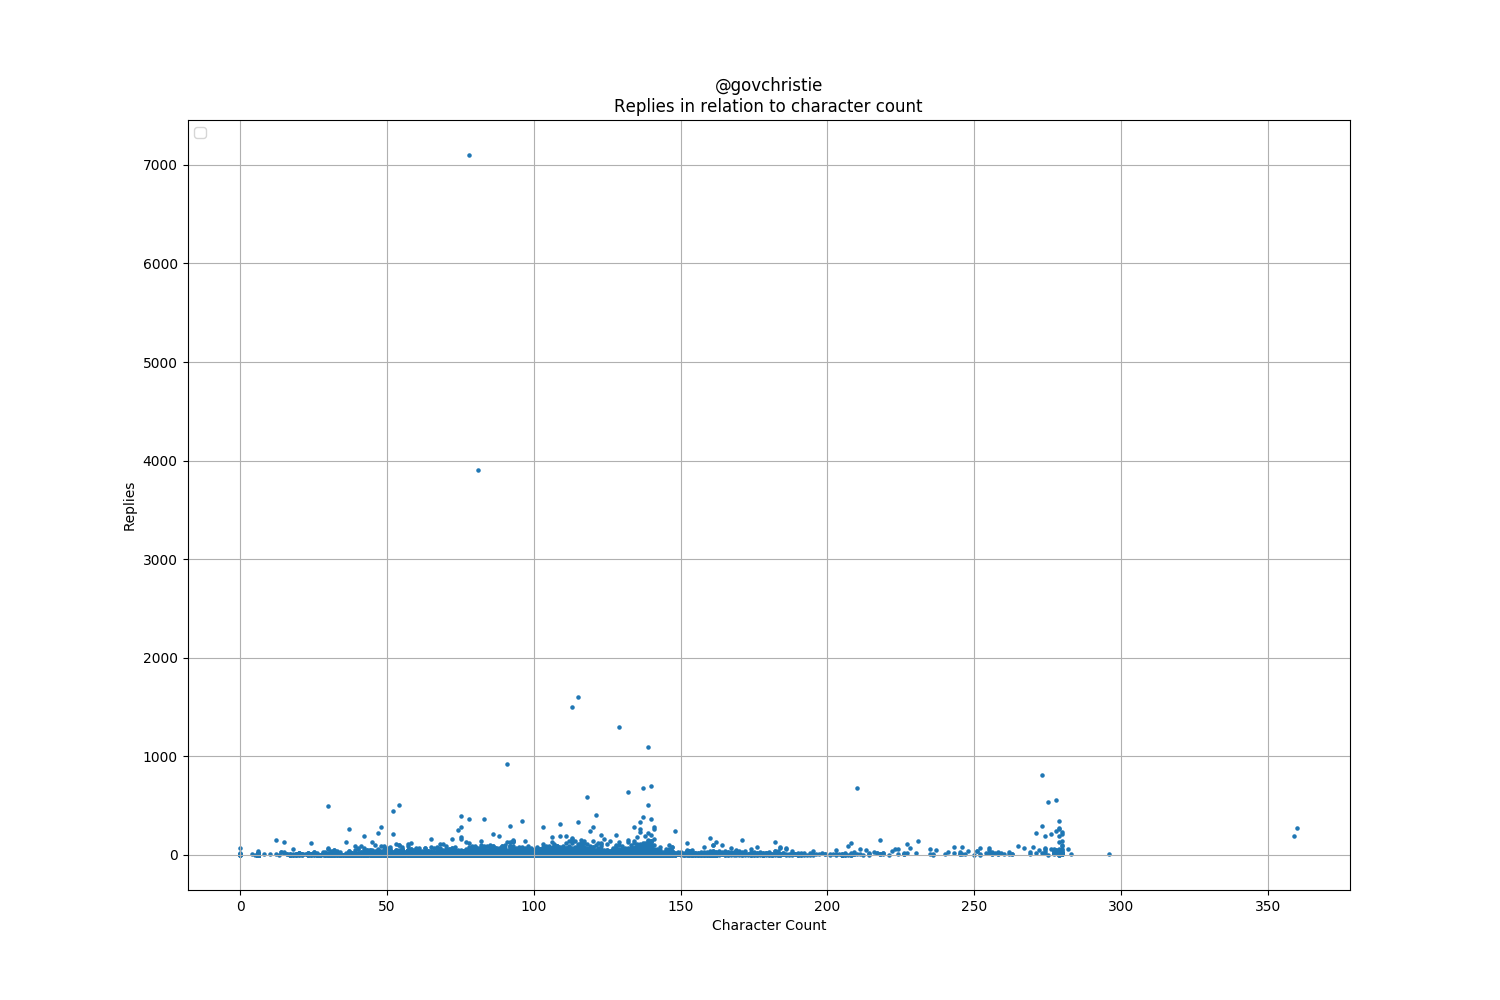 @govchristie
Replies in relation to character count
7000
6000
5000
4000
3000
2000
1000
0
Replies
0 50 100 150 200 250 300 350
Character Count